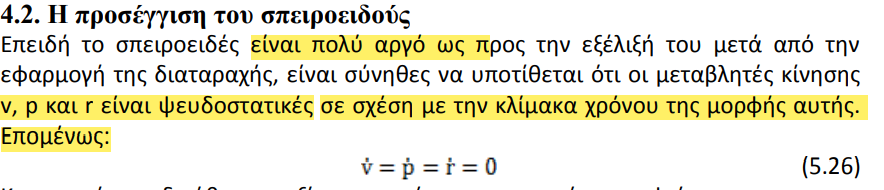 4.2. Η προσέγγιση του σπειροειδούς
Επειδή το σπειροειδές είναι πολύ αργό ως προς την εξέλιξή του μετά από την
εφαρμογή της διαταραχής, είναι σύνηθες να υποτίθεται ότι οι μεταβλητές κίνησης
v, p και r είναι ψευδοστατικές σε σχέση με την κλίμακα χρόνου της μορφής αυτής.
Επομένως:
v̇ = ṗ = ṙ = 0 (5.26)